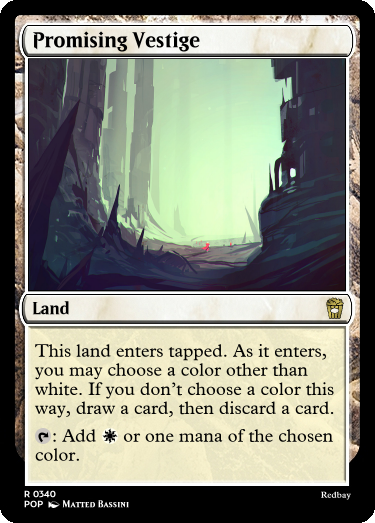 Promising Vestige
Land
This land enters tapped. As it enters,
you may choose a color other than
white. If you don't choose a color this
way, draw a card, then discard a card.
: Add or one mana of the chosen
color.
R 0340
POP Matted Bassini
Redbay